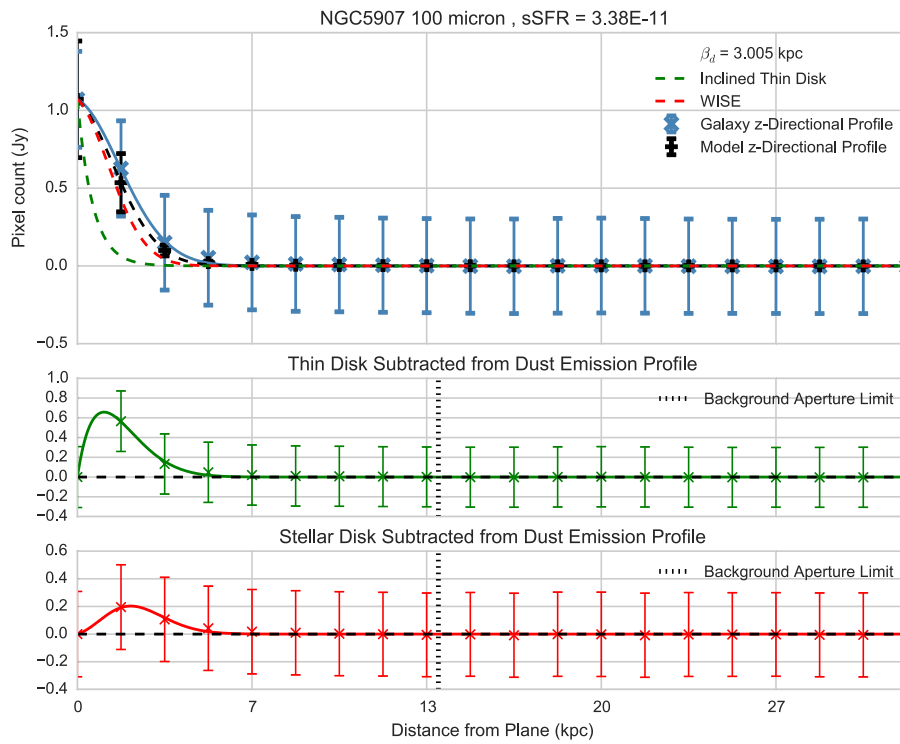 NGC5907 100 micron , sSFR = 3.38E-11
1.5
1.0
0.5
0.0
−0.5
Pixel count (Jy)
β_d = 3.005 kpc
Inclined Thin Disk
WISE
Galaxy z-Directional Profile
Model z-Directional Profile
Thin Disk Subtracted from Dust Emission Profile
1.0
0.8
0.6
0.4
0.2
0.0
−0.2
−0.4
Background Aperture Limit
Stellar Disk Subtracted from Dust Emission Profile
0.6
0.4
0.2
0.0
−0.2
−0.4
Background Aperture Limit
0 7 13 20 27
Distance from Plane (kpc)